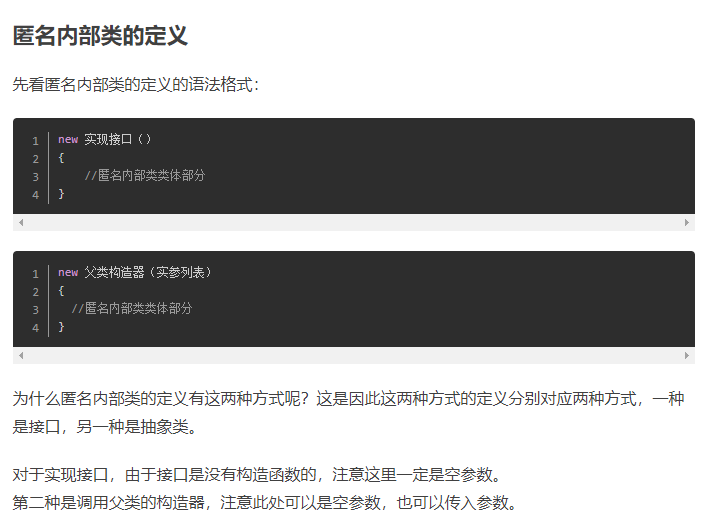 匿名内部类的定义
先看匿名内部类的定义的语法格式：
1 new 实现接口（）
2 {
3 //匿名内部类类体部分
4 }
1 new 父类构造器（实参列表）
2 {
3 //匿名内部类类体部分
4 }
为什么匿名内部类的定义有这两种方式呢？这是因此这两种方式的定义分别对应两种方式，一种
是接口，另一种是抽象类。
对于实现接口，由于接口是没有构造函数的，注意这里一定是空参数。
第二种是调用父类的构造器，注意此处可以是空参数，也可以传入参数。